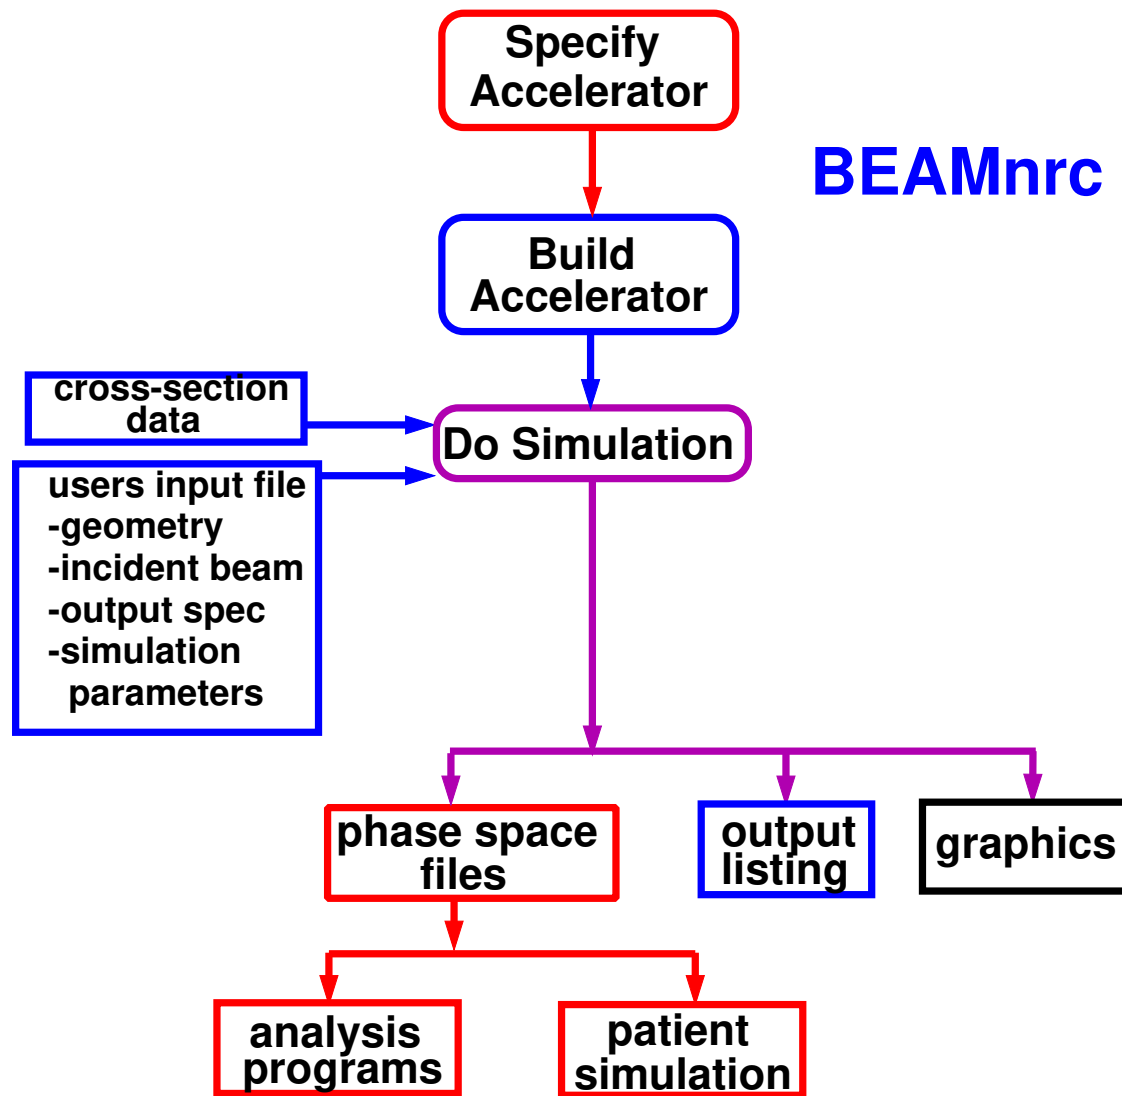 Specify
Accelerator
BEAMnrc
Build
Accelerator
cross-section
data
Do Simulation
users input file
-geometry
-incident beam
-output spec
-simulation
parameters
phase space
files
output
listing
graphics
analysis
programs
patient
simulation